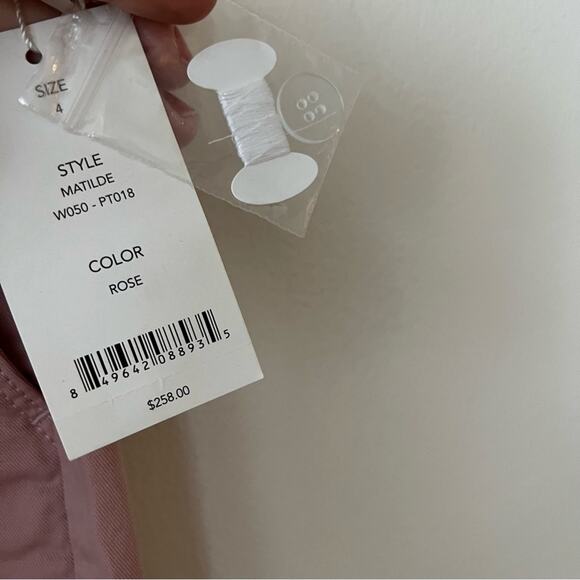 SIZE
4
STYLE
MATILDE
W050 - PT018
COLOR
ROSE
8 49642 08893 5
$258.00